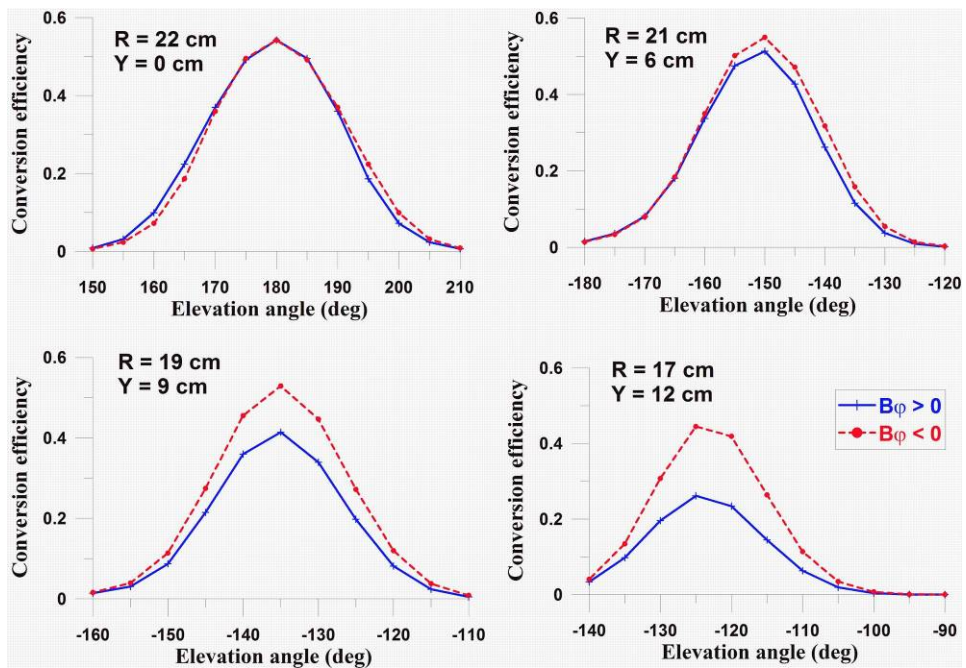 0.6
R = 22 cm
Y = 0 cm
0.4
0.2
0
Conversion efficiency
150 160 170 180 190 200 210
Elevation angle (deg)
0.6
R = 21 cm
Y = 6 cm
0.4
0.2
0
Conversion efficiency
-180 -170 -160 -150 -140 -130 -120
Elevation angle (deg)
0.6
R = 19 cm
Y = 9 cm
0.4
0.2
0
Conversion efficiency
-160 -150 -140 -130 -120 -110
Elevation angle (deg)
0.6
R = 17 cm
Y = 12 cm
0.4
0.2
0
Conversion efficiency
-140 -130 -120 -110 -100 -90
Elevation angle (deg)
Bφ > 0
Bφ < 0